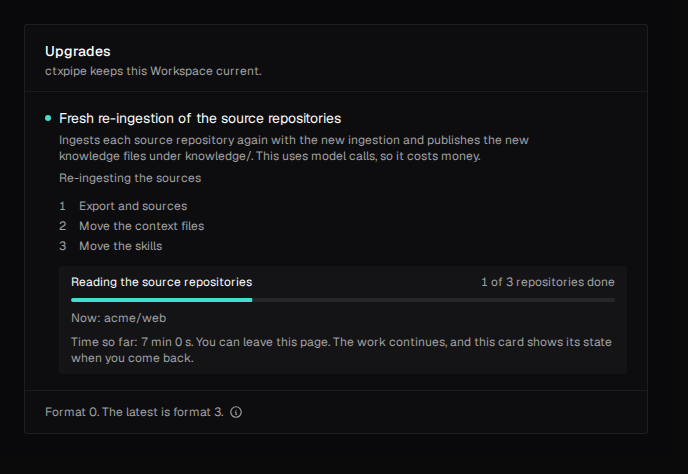 Upgrades
ctxpipe keeps this Workspace current.
Fresh re-ingestion of the source repositories
Ingests each source repository again with the new ingestion and publishes the new
knowledge files under knowledge/. This uses model calls, so it costs money.
Re-ingesting the sources
1 Export and sources
2 Move the context files
3 Move the skills
Reading the source repositories 1 of 3 repositories done
Now: acme/web
Time so far: 7 min 0 s. You can leave this page. The work continues, and this card shows its state
when you come back.
Format 0. The latest is format 3.